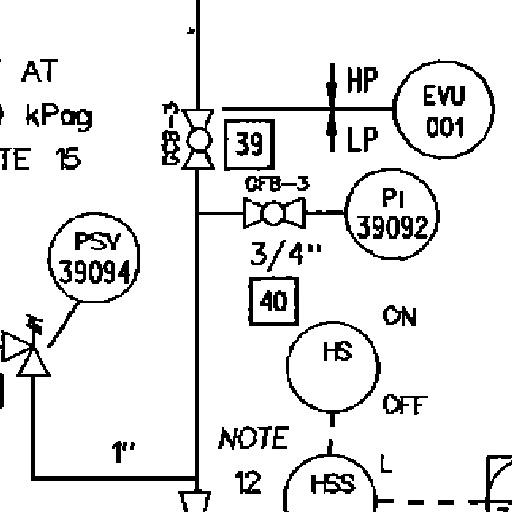 AT
HP
EVU
001
kPag
LP
39
TE 15
GFB-3
PI
39092
PSV
39094
3/4"
40
ON
HS
OFF
NOTE
12
1"
L
HSS